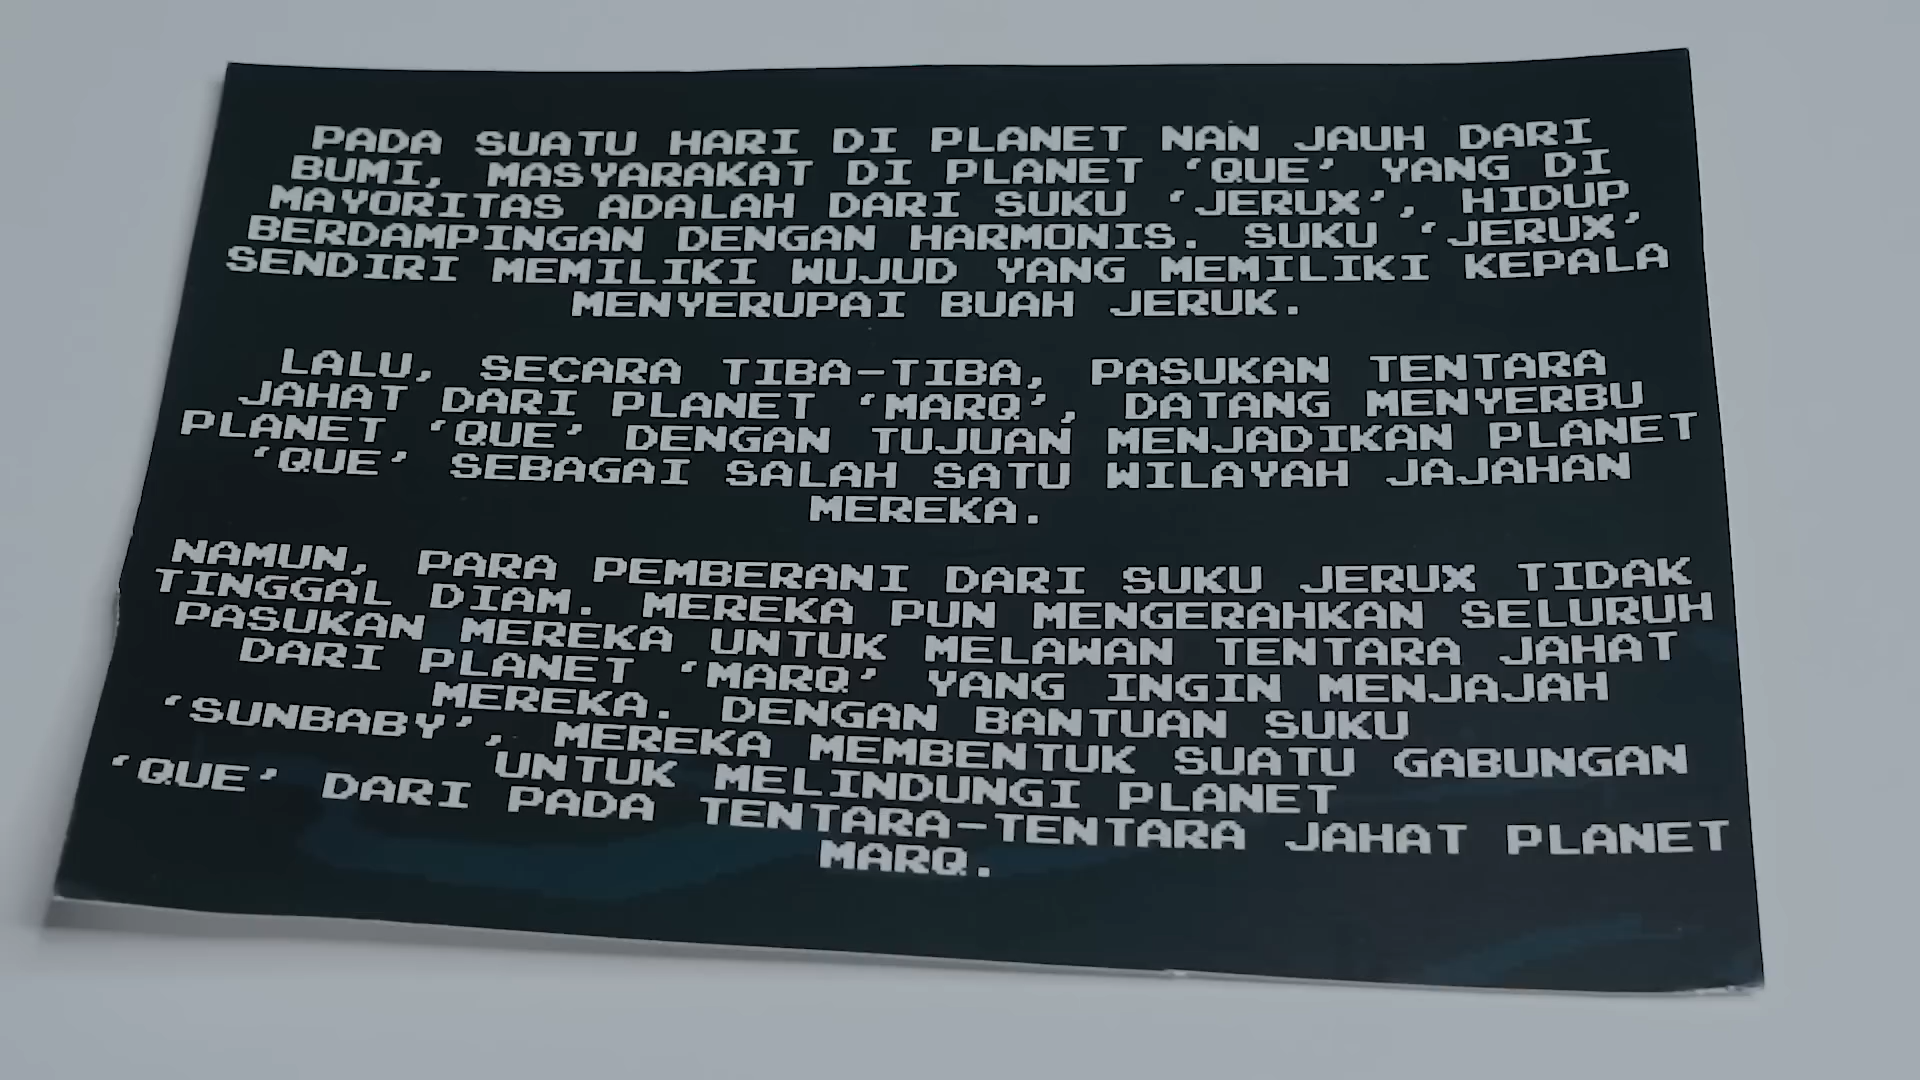 PADA SUATU HARI DI PLANET NAN JAUH DARI
BUMI, MASYARAKAT DI PLANET ‘QUE’ YANG DI
MAYORITAS ADALAH DARI SUKU ‘JERUX’, HIDUP
BERDAMPINGAN DENGAN HARMONIS. SUKU ‘JERUX’
SENDIRI MEMILIKI WUJUD YANG MEMILIKI KEPALA
MENYERUPAI BUAH JERUK.
LALU, SECARA TIBA-TIBA, PASUKAN TENTARA
JAHAT DARI PLANET ‘MARQ’, DATANG MENYERBU
PLANET ‘QUE’ DENGAN TUJUAN MENJADIKAN PLANET
‘QUE’ SEBAGAI SALAH SATU WILAYAH JAJAHAN
MEREKA.
NAMUN, PARA PEMBERANI DARI SUKU JERUX TIDAK
TINGGAL DIAM. MEREKA PUN MENGERAHKAN SELURUH
PASUKAN MEREKA UNTUK MELAWAN TENTARA JAHAT
DARI PLANET ‘MARQ’ YANG INGIN MENJAJAH
MEREKA. DENGAN BANTUAN SUKU
‘SUNBABY’, MEREKA MEMBENTUK SUATU GABUNGAN
UNTUK MELINDUNGI PLANET
‘QUE’ DARI PADA TENTARA-TENTARA JAHAT PLANET
MARQ.